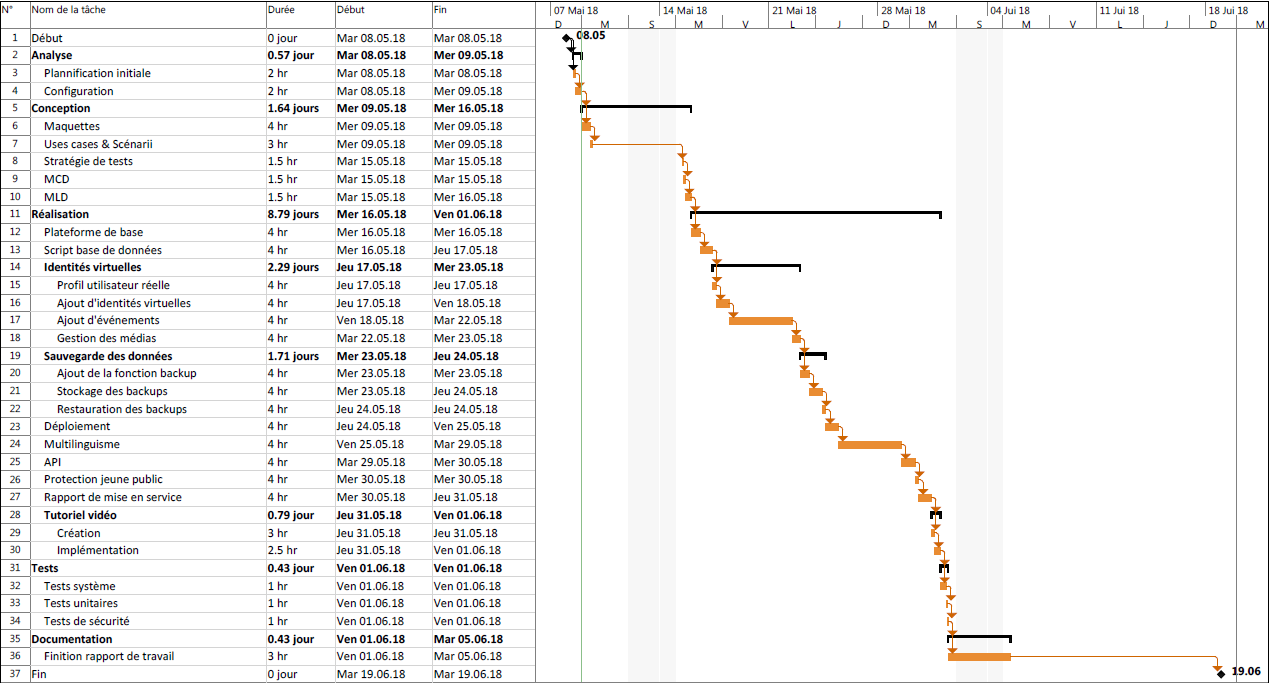 N° Nom de la tâche Durée Début Fin 07 Mai 18 14 Mai 18 21 Mai 18 28 Mai 18 04 Jui 18 11 Jui 18 18 Jui 18
D M S M V L J D M S M V L J D M
1 Début 0 jour Mar 08.05.18 Mar 08.05.18 08.05
2 Analyse 0.57 jour Mar 08.05.18 Mer 09.05.18
3 Plannification initiale 2 hr Mar 08.05.18 Mar 08.05.18
4 Configuration 2 hr Mar 08.05.18 Mer 09.05.18
5 Conception 1.64 jours Mer 09.05.18 Mer 16.05.18
6 Maquettes 4 hr Mer 09.05.18 Mer 09.05.18
7 Uses cases & Scénarii 3 hr Mer 09.05.18 Mer 09.05.18
8 Stratégie de tests 1.5 hr Mar 15.05.18 Mar 15.05.18
9 MCD 1.5 hr Mar 15.05.18 Mar 15.05.18
10 MLD 1.5 hr Mar 15.05.18 Mer 16.05.18
11 Réalisation 8.79 jours Mer 16.05.18 Ven 01.06.18
12 Plateforme de base 4 hr Mer 16.05.18 Mer 16.05.18
13 Script base de données 4 hr Mer 16.05.18 Jeu 17.05.18
14 Identités virtuelles 2.29 jours Jeu 17.05.18 Mer 23.05.18
15 Profil utilisateur réelle 4 hr Jeu 17.05.18 Jeu 17.05.18
16 Ajout d'identités virtuelles 4 hr Jeu 17.05.18 Ven 18.05.18
17 Ajout d'événements 4 hr Ven 18.05.18 Mar 22.05.18
18 Gestion des médias 4 hr Mar 22.05.18 Mer 23.05.18
19 Sauvegarde des données 1.71 jours Mer 23.05.18 Jeu 24.05.18
20 Ajout de la fonction backup 4 hr Mer 23.05.18 Mer 23.05.18
21 Stockage des backups 4 hr Mer 23.05.18 Jeu 24.05.18
22 Restauration des backups 4 hr Jeu 24.05.18 Jeu 24.05.18
23 Déploiement 4 hr Jeu 24.05.18 Ven 25.05.18
24 Multilinguisme 4 hr Ven 25.05.18 Mar 29.05.18
25 API 4 hr Mar 29.05.18 Mer 30.05.18
26 Protection jeune public 4 hr Mer 30.05.18 Mer 30.05.18
27 Rapport de mise en service 4 hr Mer 30.05.18 Jeu 31.05.18
28 Tutoriel vidéo 0.79 jour Jeu 31.05.18 Ven 01.06.18
29 Création 3 hr Jeu 31.05.18 Jeu 31.05.18
30 Implémentation 2.5 hr Jeu 31.05.18 Ven 01.06.18
31 Tests 0.43 jour Ven 01.06.18 Ven 01.06.18
32 Tests système 1 hr Ven 01.06.18 Ven 01.06.18
33 Tests unitaires 1 hr Ven 01.06.18 Ven 01.06.18
34 Tests de sécurité 1 hr Ven 01.06.18 Ven 01.06.18
35 Documentation 0.43 jour Ven 01.06.18 Mar 05.06.18
36 Finition rapport de travail 3 hr Ven 01.06.18 Mar 05.06.18
37 Fin 0 jour Mar 19.06.18 Mar 19.06.18 19.06